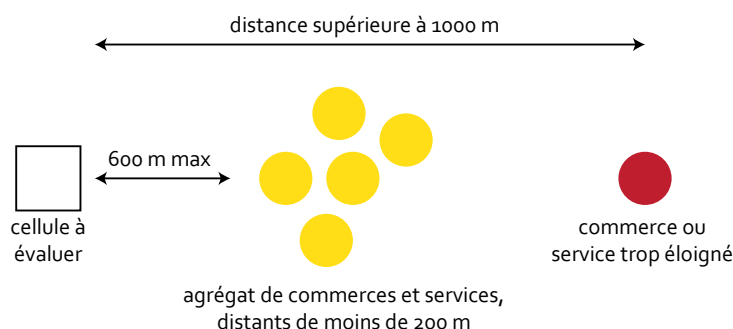 distance supérieure à 1000 m
600 m max
cellule à
évaluer
commerce ou
service trop éloigné
agrégat de commerces et services,
distants de moins de 200 m